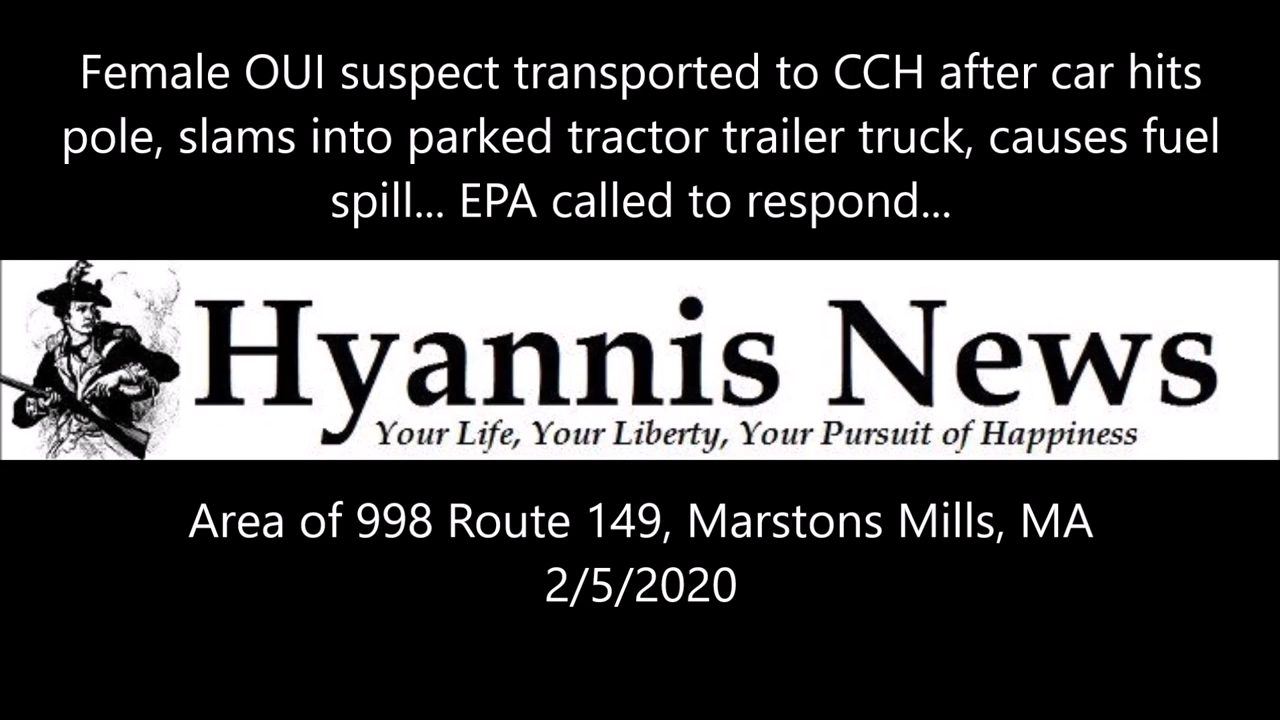 Female OUI suspect transported to CCH after car hits
pole, slams into parked tractor trailer truck, causes fuel
spill... EPA called to respond...
Hyannis News
Your Life, Your Liberty, Your Pursuit of Happiness
Area of 998 Route 149, Marstons Mills, MA
2/5/2020